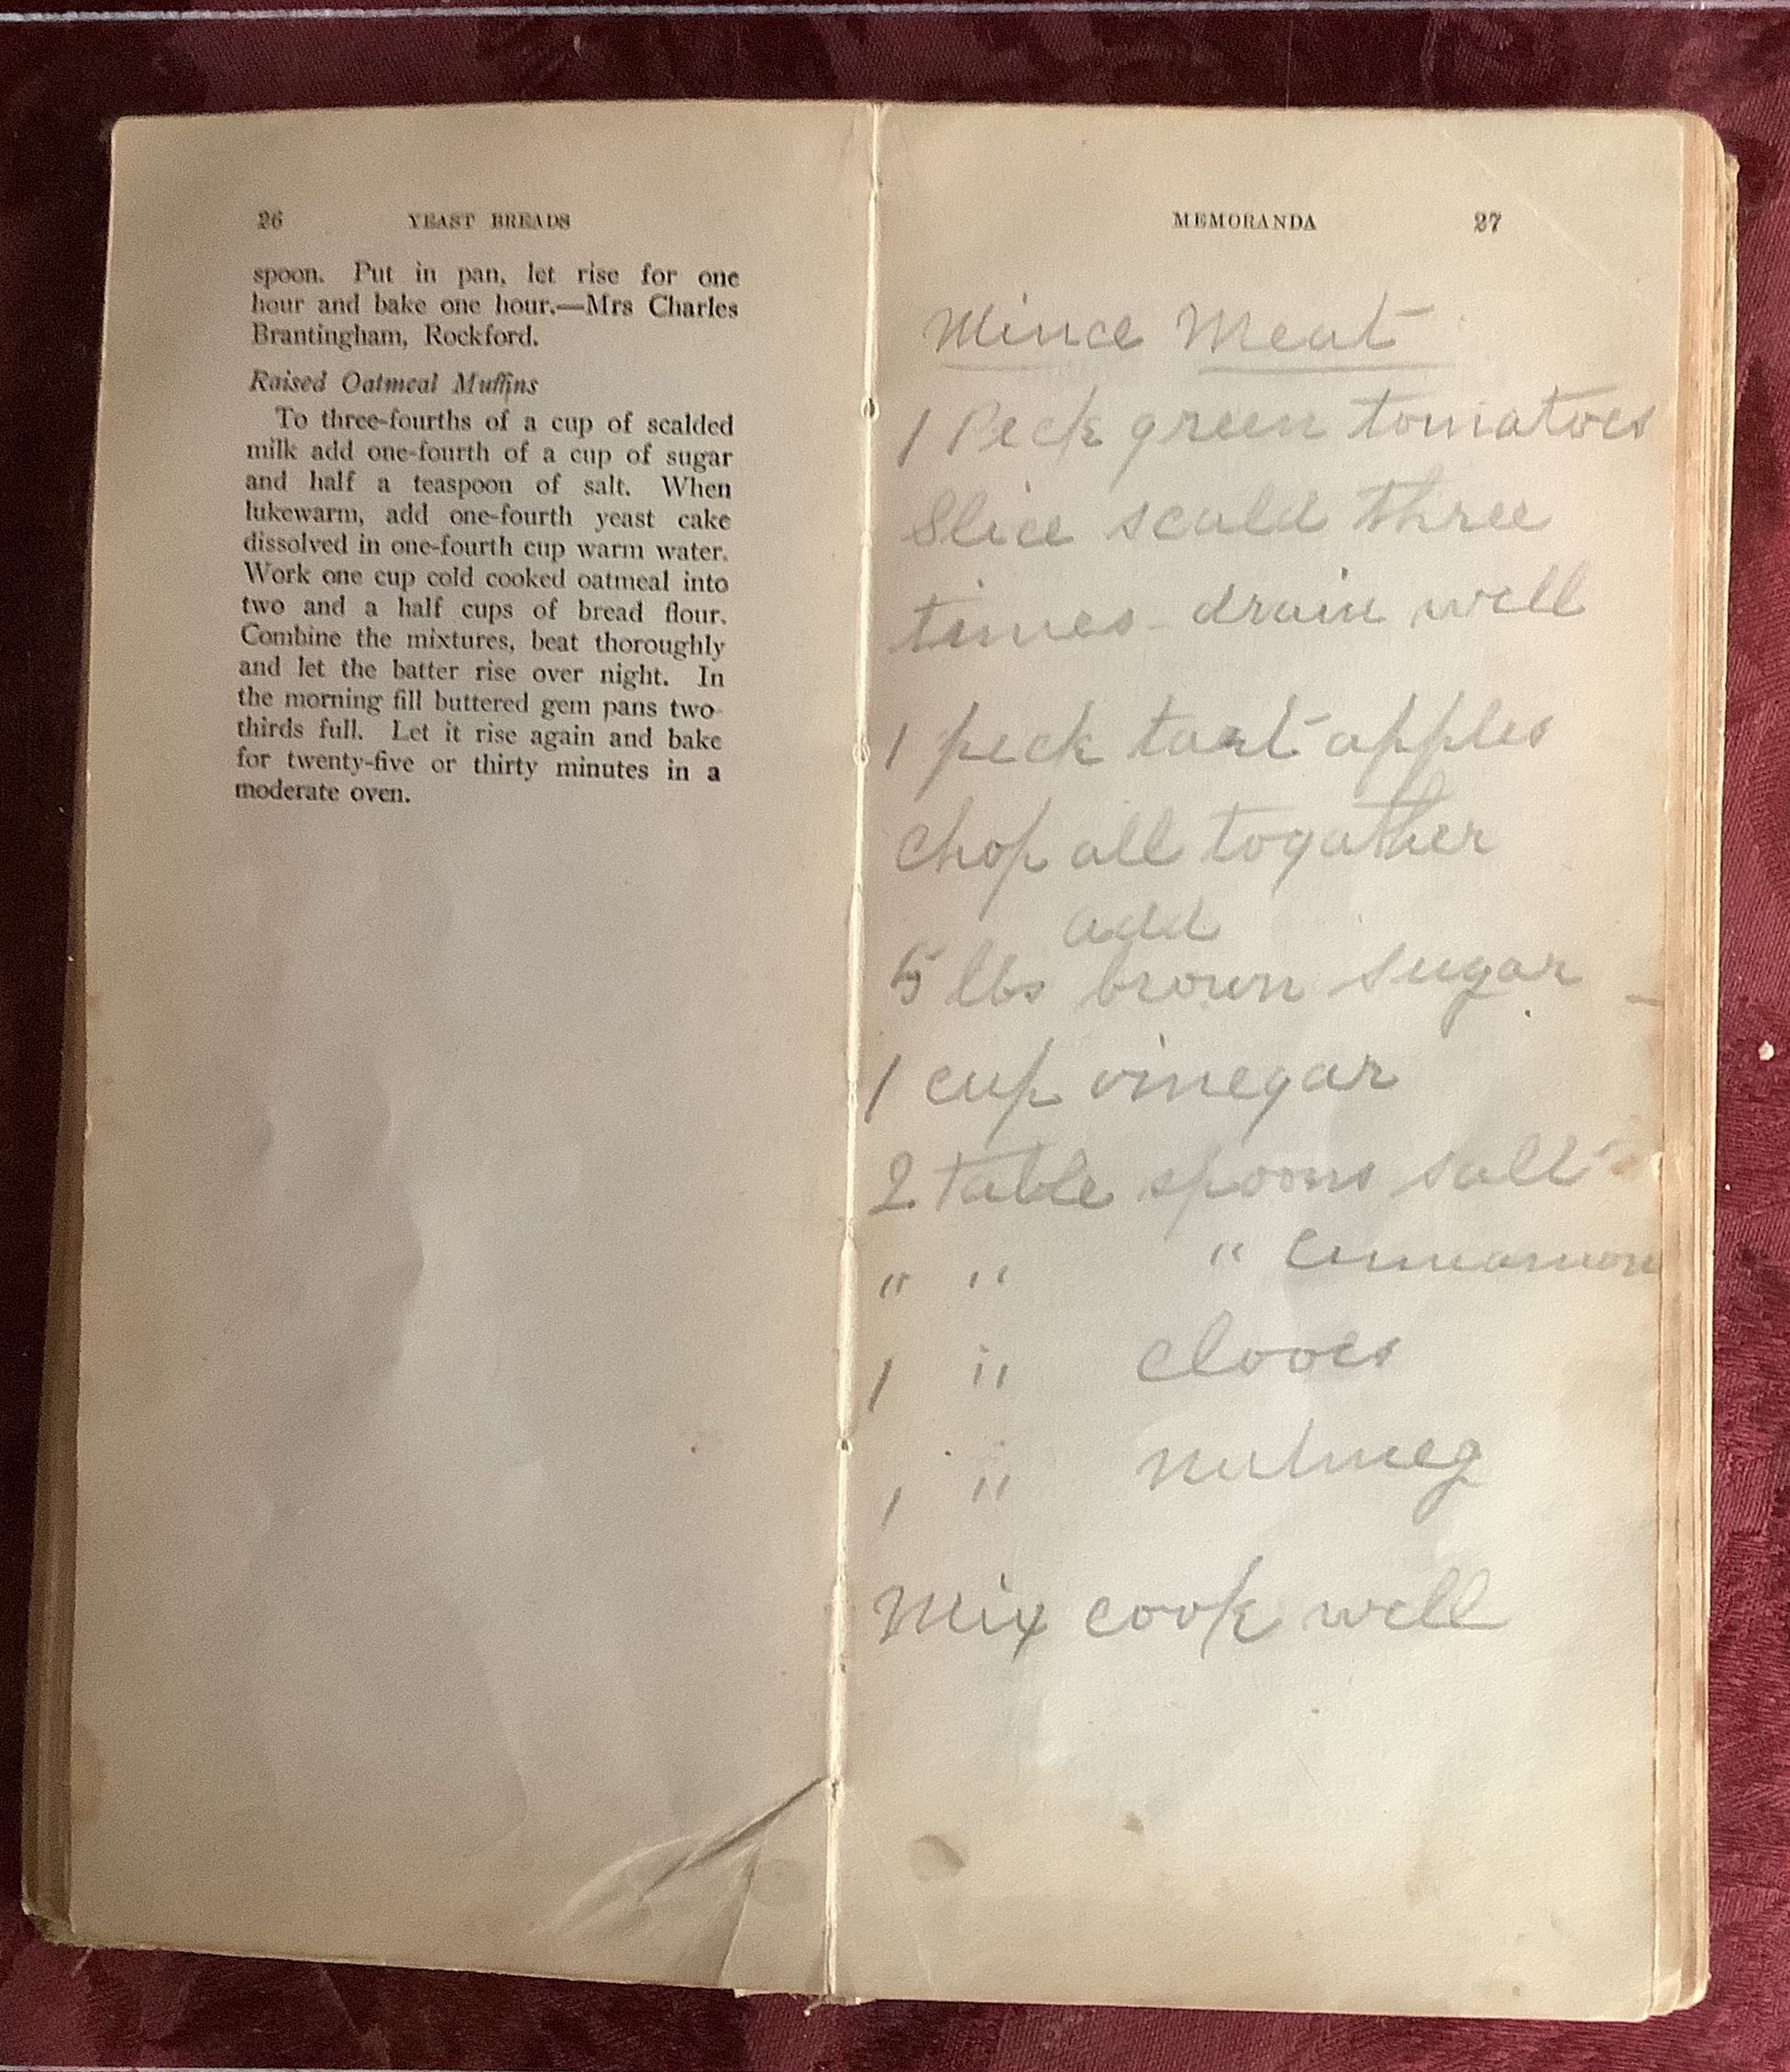 26 YEAST BREADS
spoon. Put in pan, let rise for one
hour and bake one hour.—Mrs Charles
Brantingham, Rockford.
Raised Oatmeal Muffins
To three-fourths of a cup of scalded
milk add one-fourth of a cup of sugar
and half a teaspoon of salt. When
lukewarm, add one-fourth yeast cake
dissolved in one-fourth cup warm water.
Work one cup cold cooked oatmeal into
two and a half cups of bread flour.
Combine the mixtures, beat thoroughly
and let the batter rise over night. In
the morning fill buttered gem pans two-
thirds full. Let it rise again and bake
for twenty-five or thirty minutes in a
moderate oven.
MEMORANDA 27
Mince Meat
1 Peck green tomatoes
Slice scald three
times - drain well
1 peck tart apples
Chop all togather
add
5 lbs brown sugar -
1 cup vinegar
2 table spoons salt
" " " Cinnamon
1 " Cloves
1 " nutmeg
Mix cook well